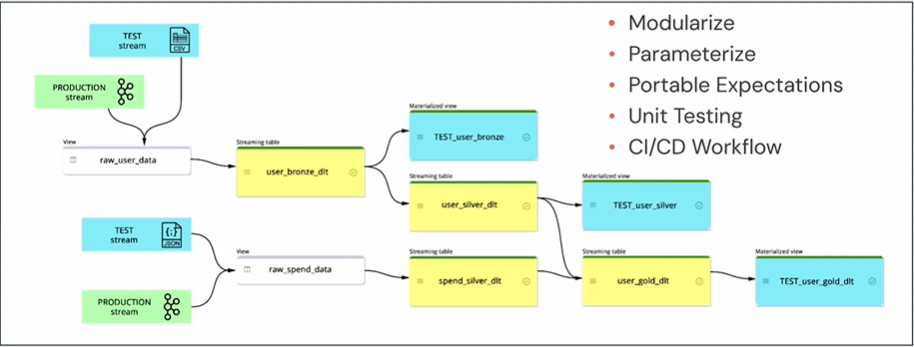 TEST
stream
CSV
PRODUCTION
stream
View
raw_user_data
Streaming table
user_bronze_dlt
Materialized view
TEST_user_bronze
Streaming table
user_silver_dlt
Materialized view
TEST_user_silver
TEST
stream
JSON
PRODUCTION
stream
View
raw_spend_data
Streaming table
spend_silver_dlt
Streaming table
user_gold_dlt
Materialized view
TEST_user_gold_dlt
• Modularize
• Parameterize
• Portable Expectations
• Unit Testing
• CI/CD Workflow